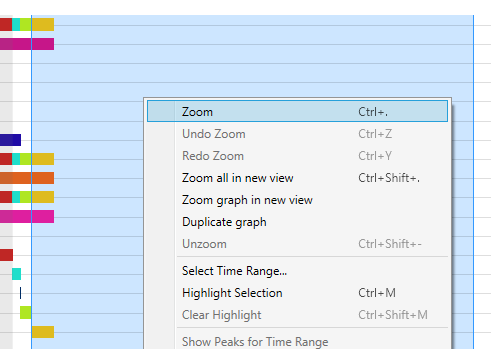 Zoom Ctrl+.
Undo Zoom Ctrl+Z
Redo Zoom Ctrl+Y
Zoom all in new view Ctrl+Shift+.
Zoom graph in new view
Duplicate graph
Unzoom Ctrl+Shift+-
Select Time Range...
Highlight Selection Ctrl+M
Clear Highlight Ctrl+Shift+M
Show Peaks for Time Range